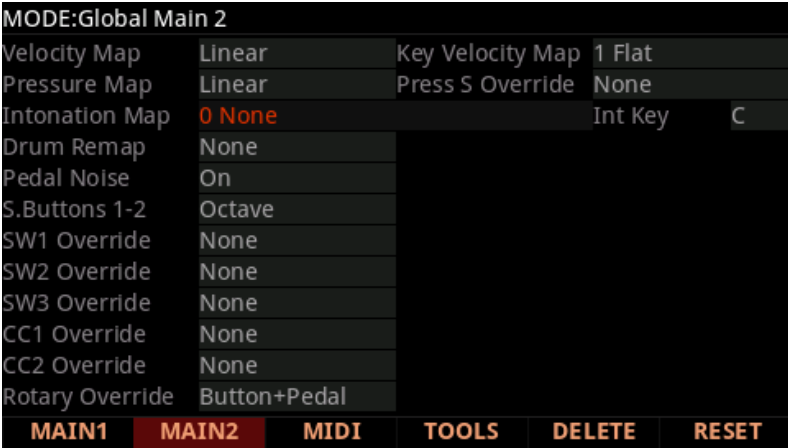 MODE:Global Main 2
Velocity Map Linear Key Velocity Map 1 Flat
Pressure Map Linear Press S Override None
Intonation Map 0 None Int Key C
Drum Remap None
Pedal Noise On
S.Buttons 1-2 Octave
SW1 Override None
SW2 Override None
SW3 Override None
CC1 Override None
CC2 Override None
Rotary Override Button+Pedal
MAIN1 MAIN2 MIDI TOOLS DELETE RESET